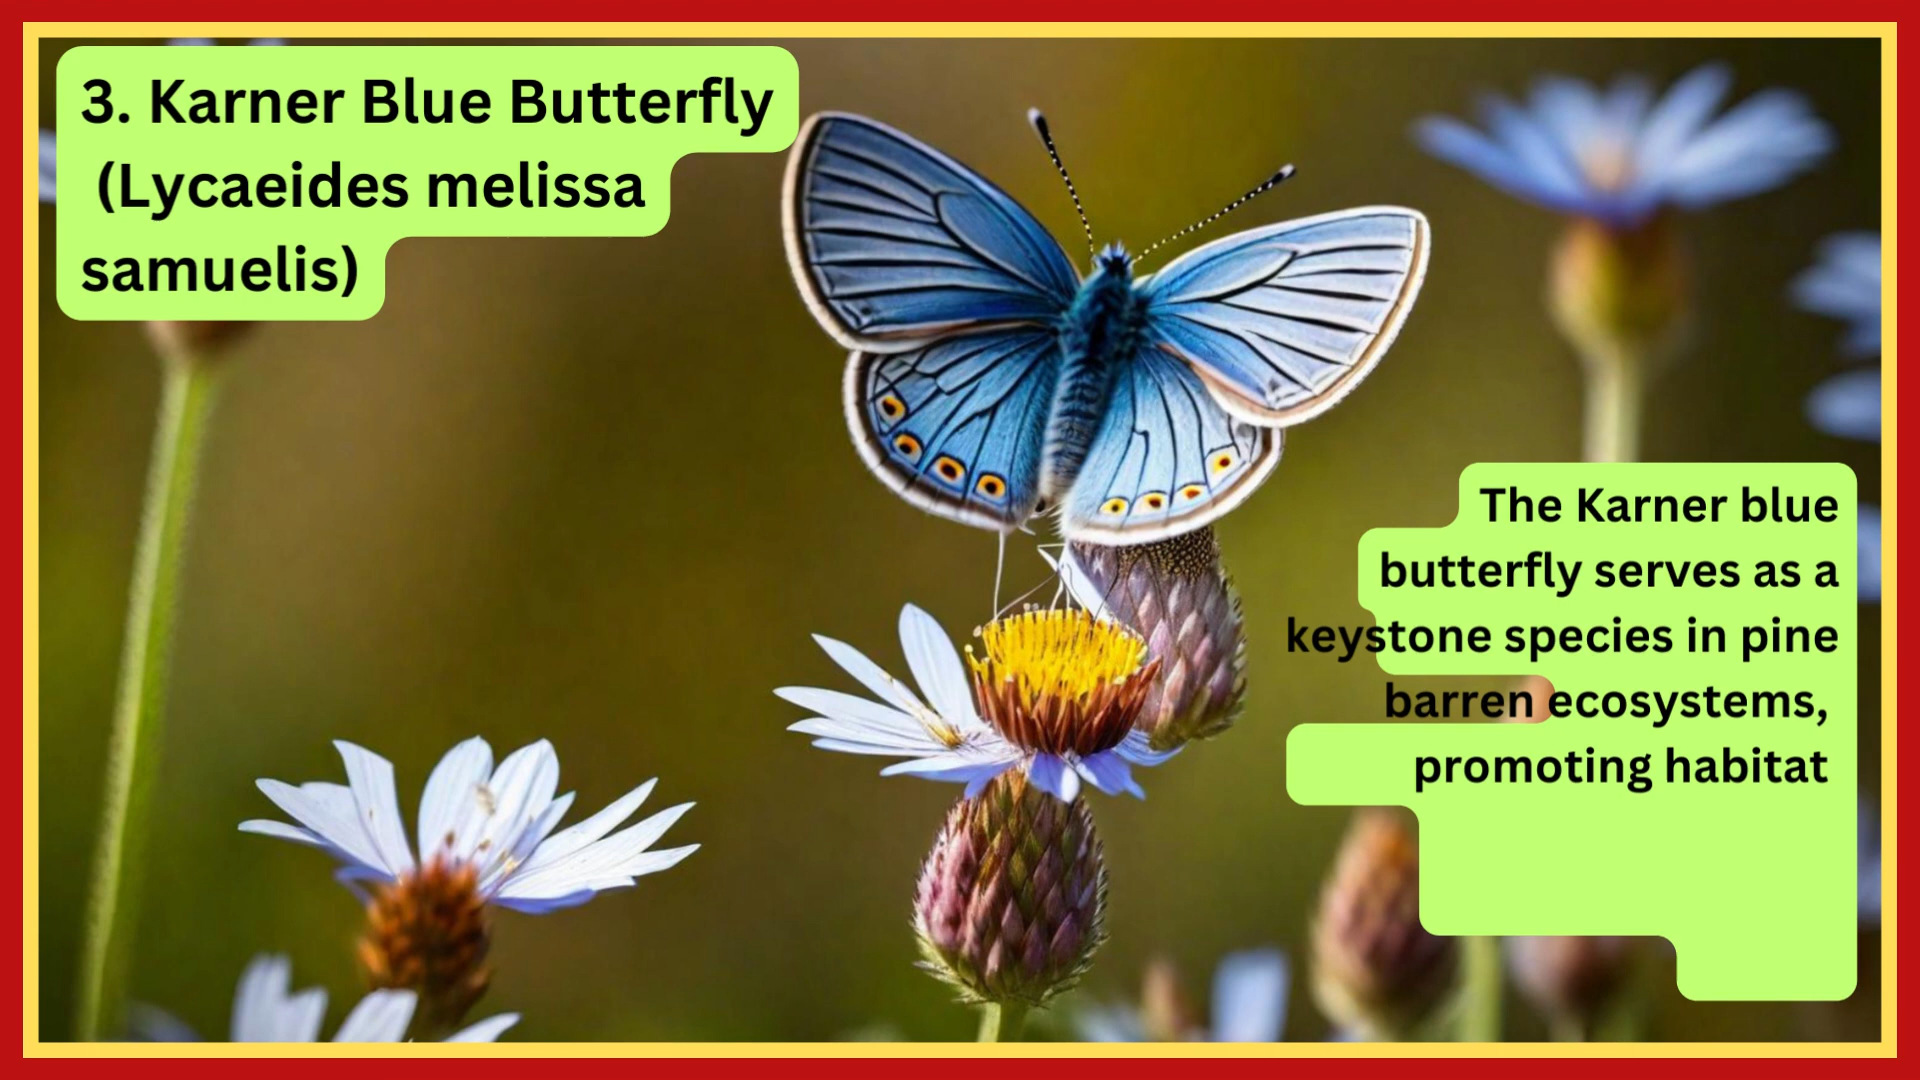 3. Karner Blue Butterfly
(Lycaeides melissa
samuelis)
The Karner blue
butterfly serves as a
keystone species in pine
barren ecosystems,
promoting habitat